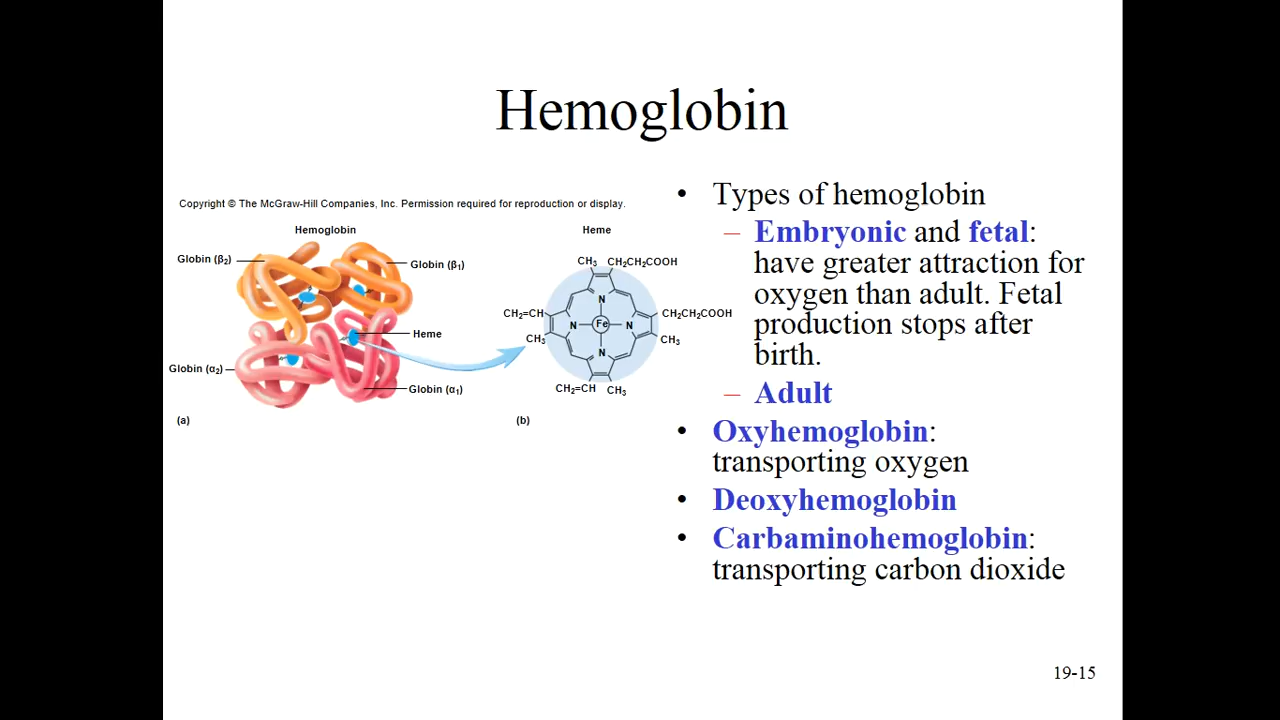 Hemoglobin
Copyright © The McGraw-Hill Companies, Inc. Permission required for reproduction or display.
Hemoglobin
Globin (β₂)
Globin (β₁)
Heme
Globin (α₂)
Globin (α₁)
(a)
Heme
CH₃
CH₂CH₂COOH
CH₂=CH
CH₂CH₂COOH
N
N
Fe
N
N
CH₃
CH₃
CH₂=CH
CH₃
(b)
• Types of hemoglobin
– Embryonic and fetal:
have greater attraction for
oxygen than adult. Fetal
production stops after
birth.
– Adult
• Oxyhemoglobin:
transporting oxygen
• Deoxyhemoglobin
• Carbaminohemoglobin:
transporting carbon dioxide
19-15